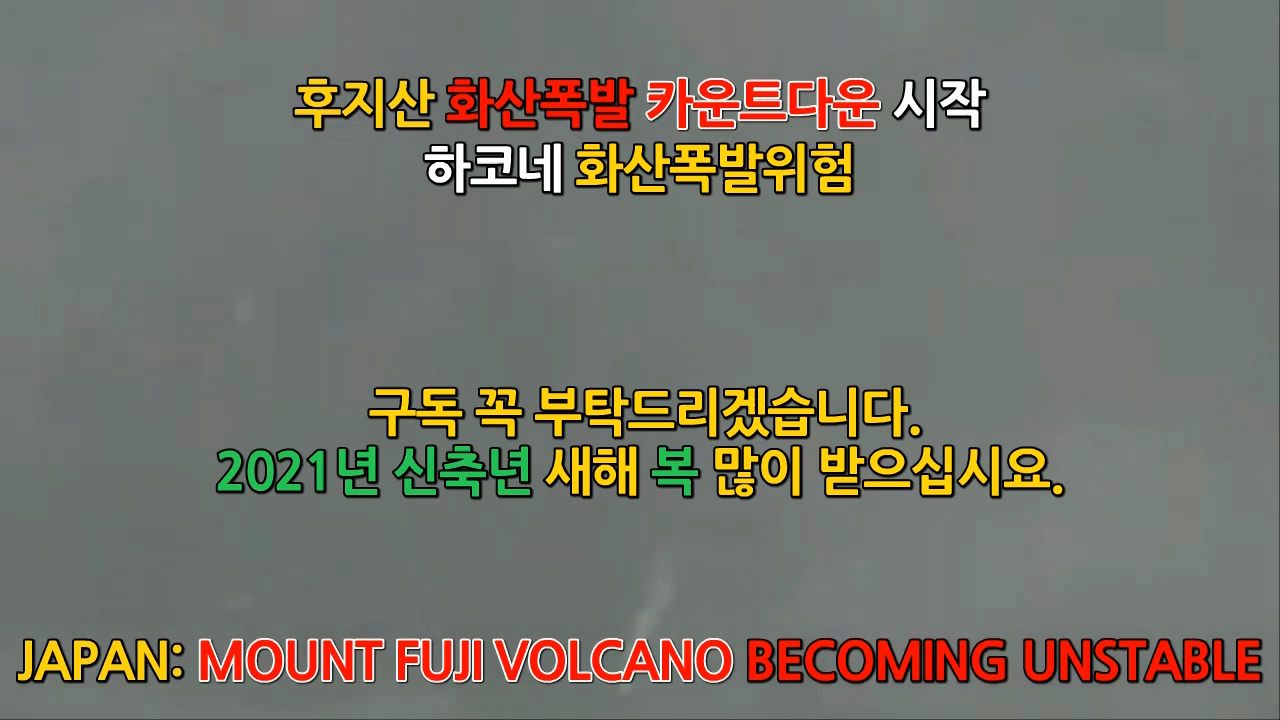 후지산 화산폭발 카운트다운 시작
하코네 화산폭발위험
구독 꼭 부탁드리겠습니다.
2021년 신축년 새해 복 많이 받으십시요.
JAPAN: MOUNT FUJI VOLCANO BECOMING UNSTABLE